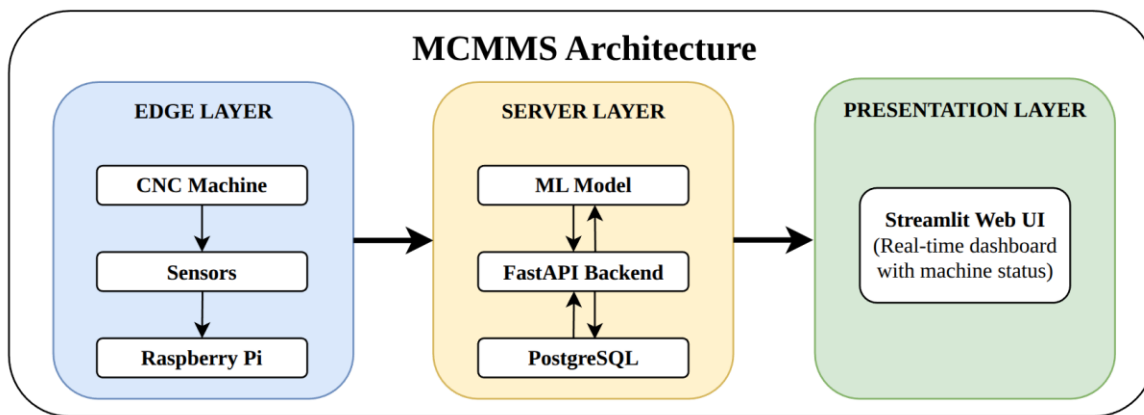 MCMMS Architecture
EDGE LAYER
CNC Machine
Sensors
Raspberry Pi
SERVER LAYER
ML Model
FastAPI Backend
PostgreSQL
PRESENTATION LAYER
Streamlit Web UI
(Real-time dashboard
with machine status)